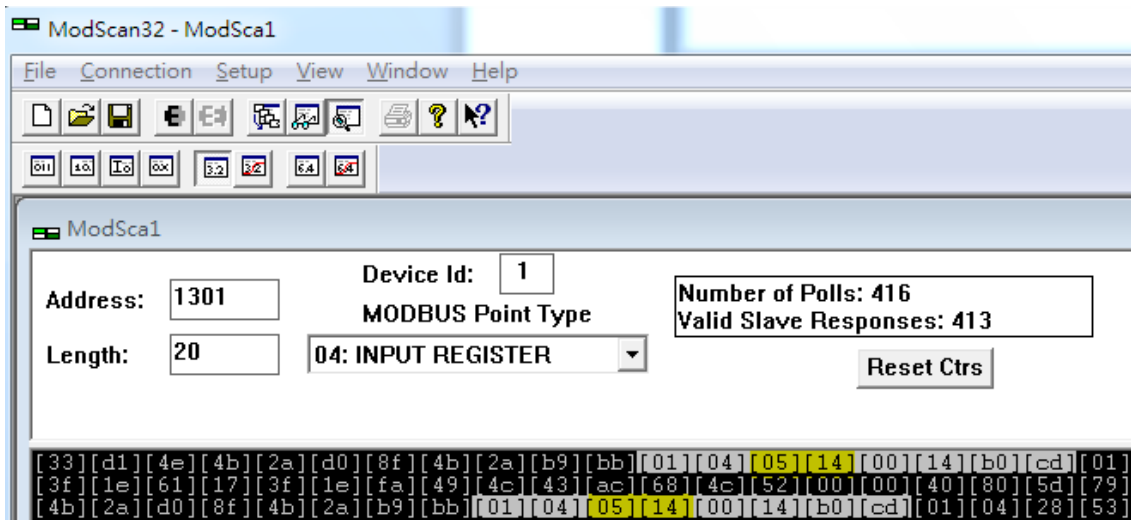 ModScan32 - ModSca1
File Connection Setup View Window Help
ModSca1
Address: 1301
Device Id: 1
MODBUS Point Type
Length: 20
04: INPUT REGISTER
Number of Polls: 416
Valid Slave Responses: 413
Reset Ctrs
[33][d1][4e][4b][2a][d0][8f][4b][2a][b9][bb][01][04][05][14][00][14][b0][cd][01]
[3f][1e][61][17][3f][1e][fa][49][4c][43][ac][68][4c][52][00][00][40][80][5d][79]
[4b][2a][d0][8f][4b][2a][b9][bb][01][04][05][14][00][14][b0][cd][01][04][28][53]